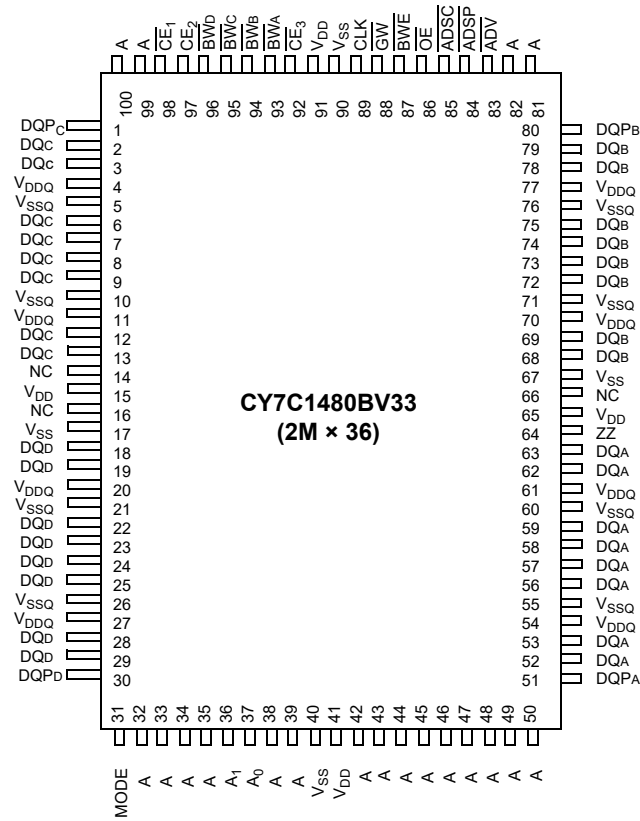 A
A
CE1
CE2
BWD
BWC
BWB
BWA
CE3
VDD
VSS
CLK
GW
BWE
OE
ADSC
ADSP
ADV
A
A
100
99
98
97
96
95
94
93
92
91
90
89
88
87
86
85
84
83
82
81
DQPC 1
DQC 2
DQc 3
VDDQ 4
VSSQ 5
DQC 6
DQC 7
DQC 8
DQC 9
VSSQ 10
VDDQ 11
DQC 12
DQC 13
NC 14
VDD 15
NC 16
VSS 17
DQD 18
DQD 19
VDDQ 20
VSSQ 21
DQD 22
DQD 23
DQD 24
DQD 25
VSSQ 26
VDDQ 27
DQD 28
DQD 29
DQPD 30
CY7C1480BV33
(2M × 36)
80 DQPB
79 DQB
78 DQB
77 VDDQ
76 VSSQ
75 DQB
74 DQB
73 DQB
72 DQB
71 VSSQ
70 VDDQ
69 DQB
68 DQB
67 VSS
66 NC
65 VDD
64 ZZ
63 DQA
62 DQA
61 VDDQ
60 VSSQ
59 DQA
58 DQA
57 DQA
56 DQA
55 VSSQ
54 VDDQ
53 DQA
52 DQA
51 DQPA
31
32
33
34
35
36
37
38
39
40
41
42
43
44
45
46
47
48
49
50
MODE
A
A
A
A
A1
A0
A
A
VSS
VDD
A
A
A
A
A
A
A
A
A